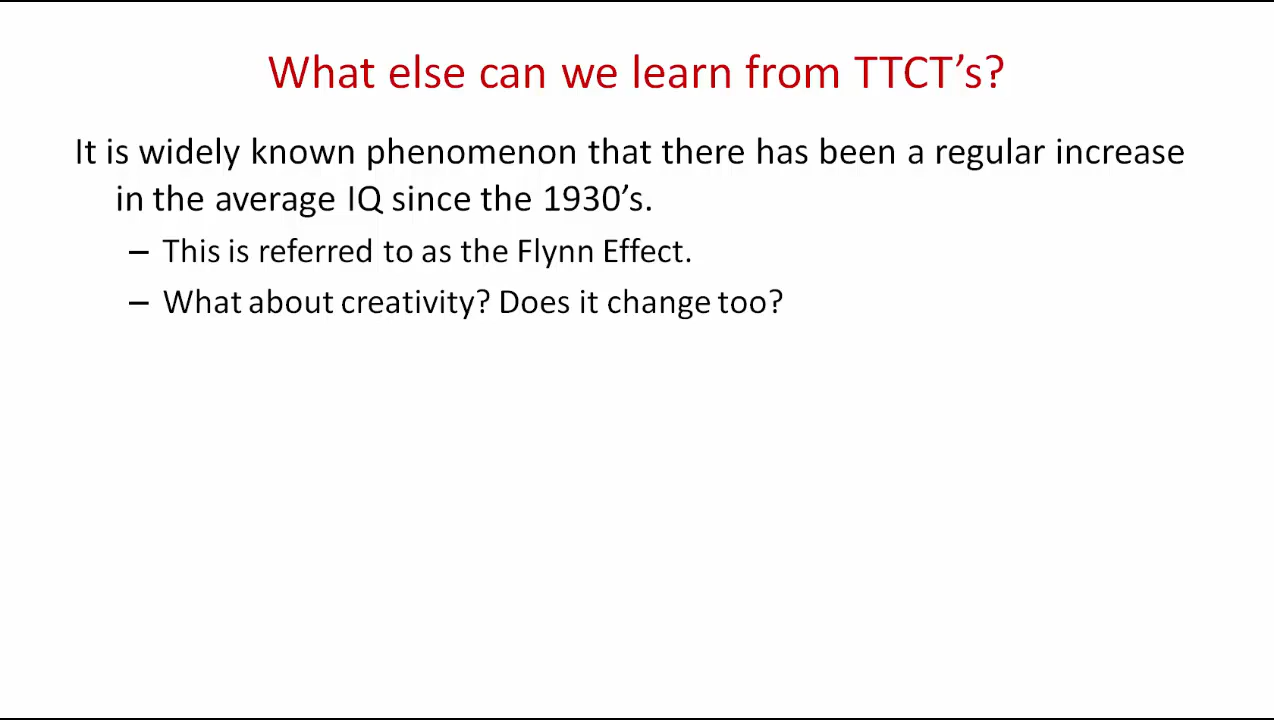 What else can we learn from TTCT’s?
It is widely known phenomenon that there has been a regular increase
in the average IQ since the 1930’s.
– This is referred to as the Flynn Effect.
– What about creativity? Does it change too?